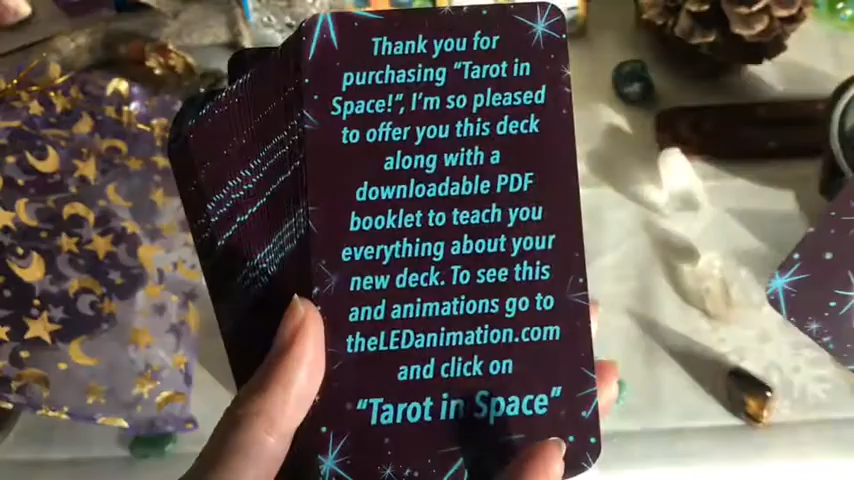 Thank you for
purchasing "Tarot in
Space!", I'm so pleased
to offer you this deck
along with a
downloadable PDF
booklet to teach you
everything about your
new deck. To see this
and animations go to
theLEDanimation.com
and click on
"Tarot in Space"